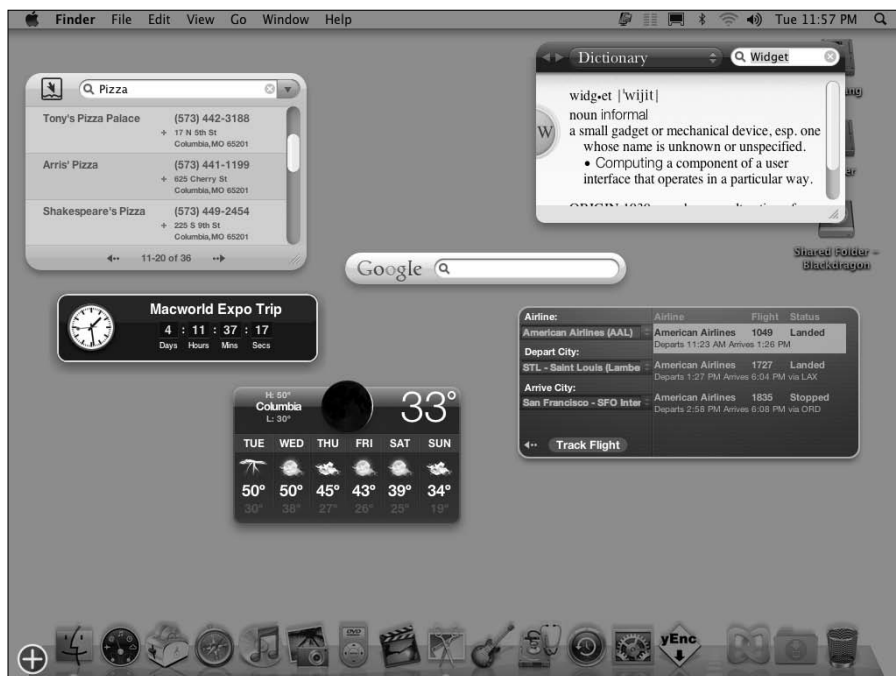 Finder File Edit View Go Window Help Tue 11:57 PM
Pizza
Tony's Pizza Palace (573) 442-3188
+ 17 N 5th St
Columbia,MO 65201
Arris' Pizza (573) 441-1199
+ 625 Cherry St
Columbia,MO 65201
Shakespeare's Pizza (573) 449-2454
+ 225 S 9th St
Columbia,MO 65201
11-20 of 36
Dictionary Widget
W
widg•et |ˈwijit|
noun informal
a small gadget or mechanical device, esp. one
whose name is unknown or unspecified.
• Computing a component of a user
interface that operates in a particular way.
Shared Folder –
Blackdragon
Google
Macworld Expo Trip
4 : 11 : 37 : 17
Days Hours Mins Secs
Airline: Airline Flight Status
American Airlines (AAL) American Airlines 1049 Landed
Departs 11:23 AM Arrives 1:26 PM
Depart City:
STL - Saint Louis (Lambe American Airlines 1727 Landed
Departs 1:27 PM Arrives 6:04 PM via LAX
Arrive City:
San Francisco - SFO Inter American Airlines 1835 Stopped
Departs 2:58 PM Arrives 6:08 PM via ORD
Track Flight
H: 50°
Columbia 33°
L: 30°
TUE WED THU FRI SAT SUN
50° 50° 45° 43° 39° 34°
30° 38° 27° 26° 25° 19°
yEnc